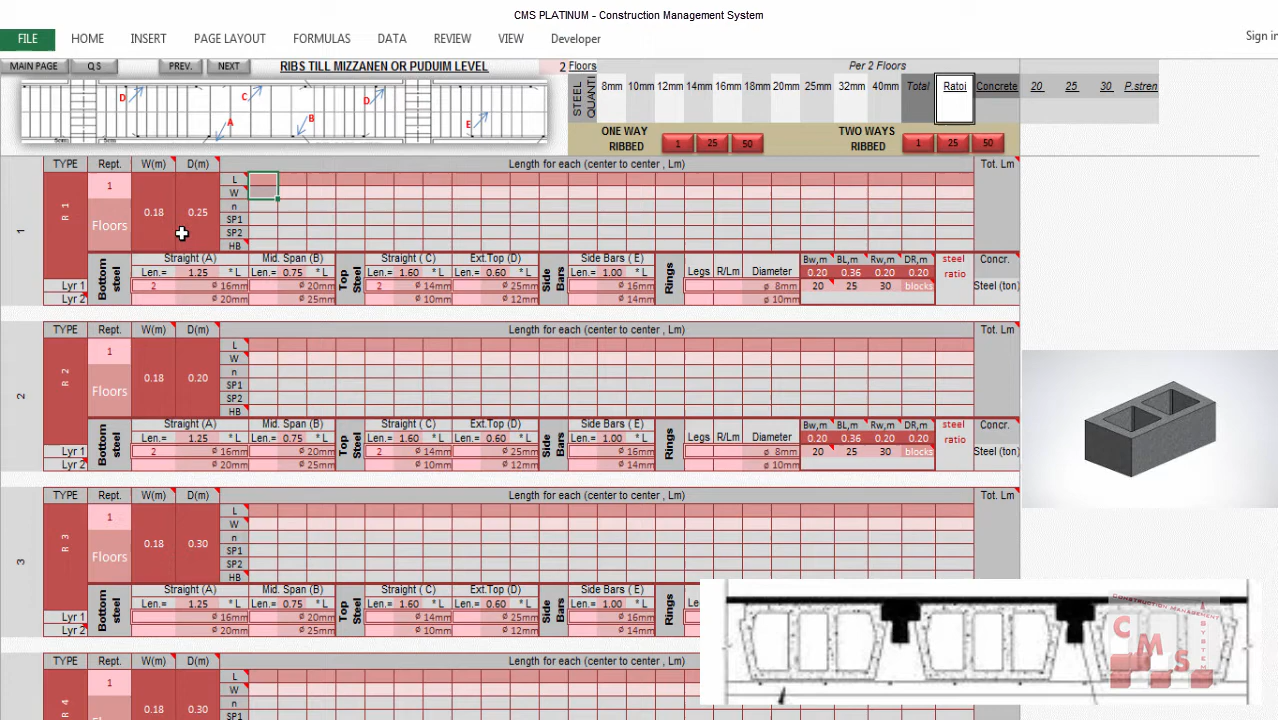 CMS PLATINUM - Construction Management System
FILE HOME INSERT PAGE LAYOUT FORMULAS DATA REVIEW VIEW Developer Sign in
MAIN PAGE Q S PREV. NEXT RIBS TILL MIZZANEN OR PUDUIM LEVEL 2 Floors Per 2 Floors
STEEL QUANTI 8mm 10mm 12mm 14mm 16mm 18mm 20mm 25mm 32mm 40mm Total Ratoi Concrete 20 25 30 P.stren
D C D A B E
ONE WAY RIBBED 1 25 50 TWO WAYS RIBBED 1 25 50
TYPE Rept. W(m) D(m) Length for each (center to center , Lm) Tot. Lm
1 R 1 1 Floors 0.18 0.25
L
W
n
SP1
SP2
HB
Bottom steel Straight (A) Mid. Span (B) Top Steel Straight ( C) Ext.Top (D) Side Bars Side Bars ( E ) Rings Legs R/Lm Diameter Bw,m BL,m Rw,m DR,m steel ratio Concr.
Len.= 1.25 * L Len.= 0.75 * L Len.= 1.60 * L Len.= 0.60 * L Len.= 1.00 * L 0.20 0.36 0.20 0.20
Lyr 1 2 ø 16mm ø 20mm 2 ø 14mm ø 25mm ø 16mm ø 8mm 20 25 30 blocks Steel (ton)
Lyr 2 ø 20mm ø 25mm ø 10mm ø 12mm ø 14mm ø 10mm
TYPE Rept. W(m) D(m) Length for each (center to center , Lm) Tot. Lm
2 R 2 1 Floors 0.18 0.20
L
W
n
SP1
SP2
HB
Bottom steel Straight (A) Mid. Span (B) Top Steel Straight ( C) Ext.Top (D) Side Bars Side Bars ( E ) Rings Legs R/Lm Diameter Bw,m BL,m Rw,m DR,m steel ratio Concr.
Len.= 1.25 * L Len.= 0.75 * L Len.= 1.60 * L Len.= 0.60 * L Len.= 1.00 * L 0.20 0.36 0.20 0.20
Lyr 1 2 ø 16mm ø 20mm 2 ø 14mm ø 25mm ø 16mm ø 8mm 20 25 30 blocks Steel (ton)
Lyr 2 ø 20mm ø 25mm ø 10mm ø 12mm ø 14mm ø 10mm
TYPE Rept. W(m) D(m) Length for each (center to center , Lm) Tot. Lm
3 R 3 1 Floors 0.18 0.30
L
W
n
SP1
SP2
HB
Bottom steel Straight (A) Mid. Span (B) Top Steel Straight ( C) Ext.Top (D) Side Bars Side Bars ( E ) Rings
Len.= 1.25 * L Len.= 0.75 * L Len.= 1.60 * L Len.= 0.60 * L Len.= 1.00 * L
Lyr 1 ø 16mm ø 20mm ø 14mm ø 25mm ø 16mm
Lyr 2 ø 20mm ø 25mm ø 10mm ø 12mm ø 14mm
TYPE Rept. W(m) D(m) Length for each (center to center , Lm)
R 4 1 0.18 0.30
L
W
n
SP1
CONSTRUCTION MANAGEMENT SYSTEM
C M S